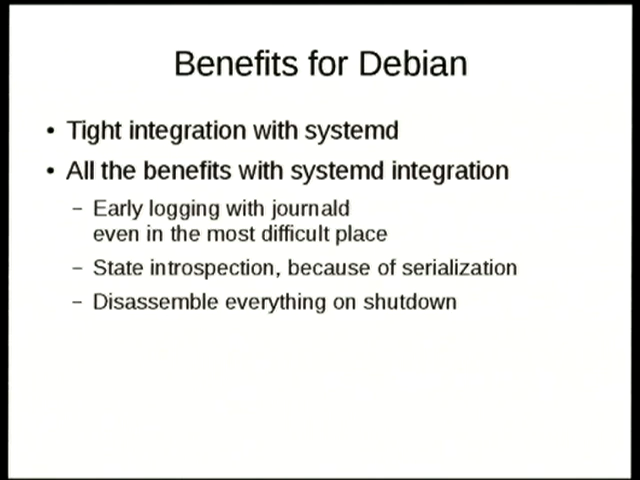 Benefits for Debian
• Tight integration with systemd
• All the benefits with systemd integration
– Early logging with journald
even in the most difficult place
– State introspection, because of serialization
– Disassemble everything on shutdown